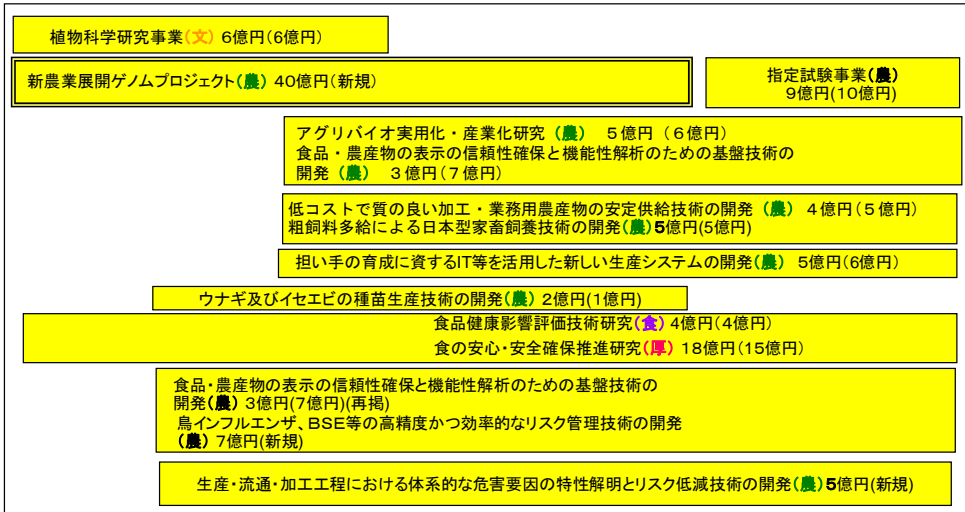 植物科学研究事業(文) 6億円(6億円)
新農業展開ゲノムプロジェクト(農) 40億円(新規)
指定試験事業(農)
9億円(10億円)
アグリバイオ実用化・産業化研究(農) 5億円(6億円)
食品・農産物の表示の信頼性確保と機能性解析のための基盤技術の
開発(農) 3億円(7億円)
低コストで質の良い加工・業務用農産物の安定供給技術の開発(農) 4億円(5億円)
粗飼料多給による日本型家畜飼養技術の開発(農)5億円(5億円)
担い手の育成に資するIT等を活用した新しい生産システムの開発(農) 5億円(6億円)
ウナギ及びイセエビの種苗生産技術の開発(農) 2億円(1億円)
食品健康影響評価技術研究(食) 4億円(4億円)
食の安心・安全確保推進研究(厚) 18億円(15億円)
食品・農産物の表示の信頼性確保と機能性解析のための基盤技術の
開発(農) 3億円(7億円)(再掲)
鳥インフルエンザ、BSE等の高精度かつ効率的なリスク管理技術の開発
(農) 7億円(新規)
生産・流通・加工工程における体系的な危害要因の特性解明とリスク低減技術の開発(農)5億円(新規)